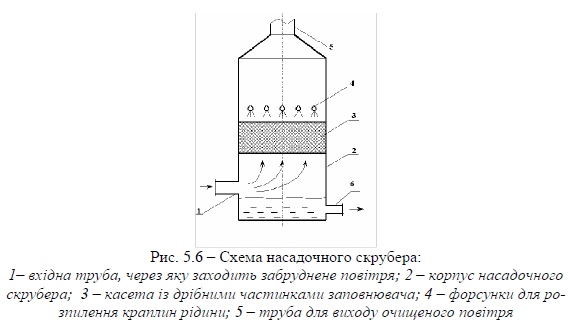 5
4
3
2
6
1
Рис. 5.6 – Схема насадочного скрубера:
1– вхідна труба, через яку заходить забруднене повітря; 2 – корпус насадочного
скрубера; 3 – касета із дрібними частинками заповнювача; 4 – форсунки для ро-
зпилення краплин рідини; 5 – труба для виходу очищеного повітря